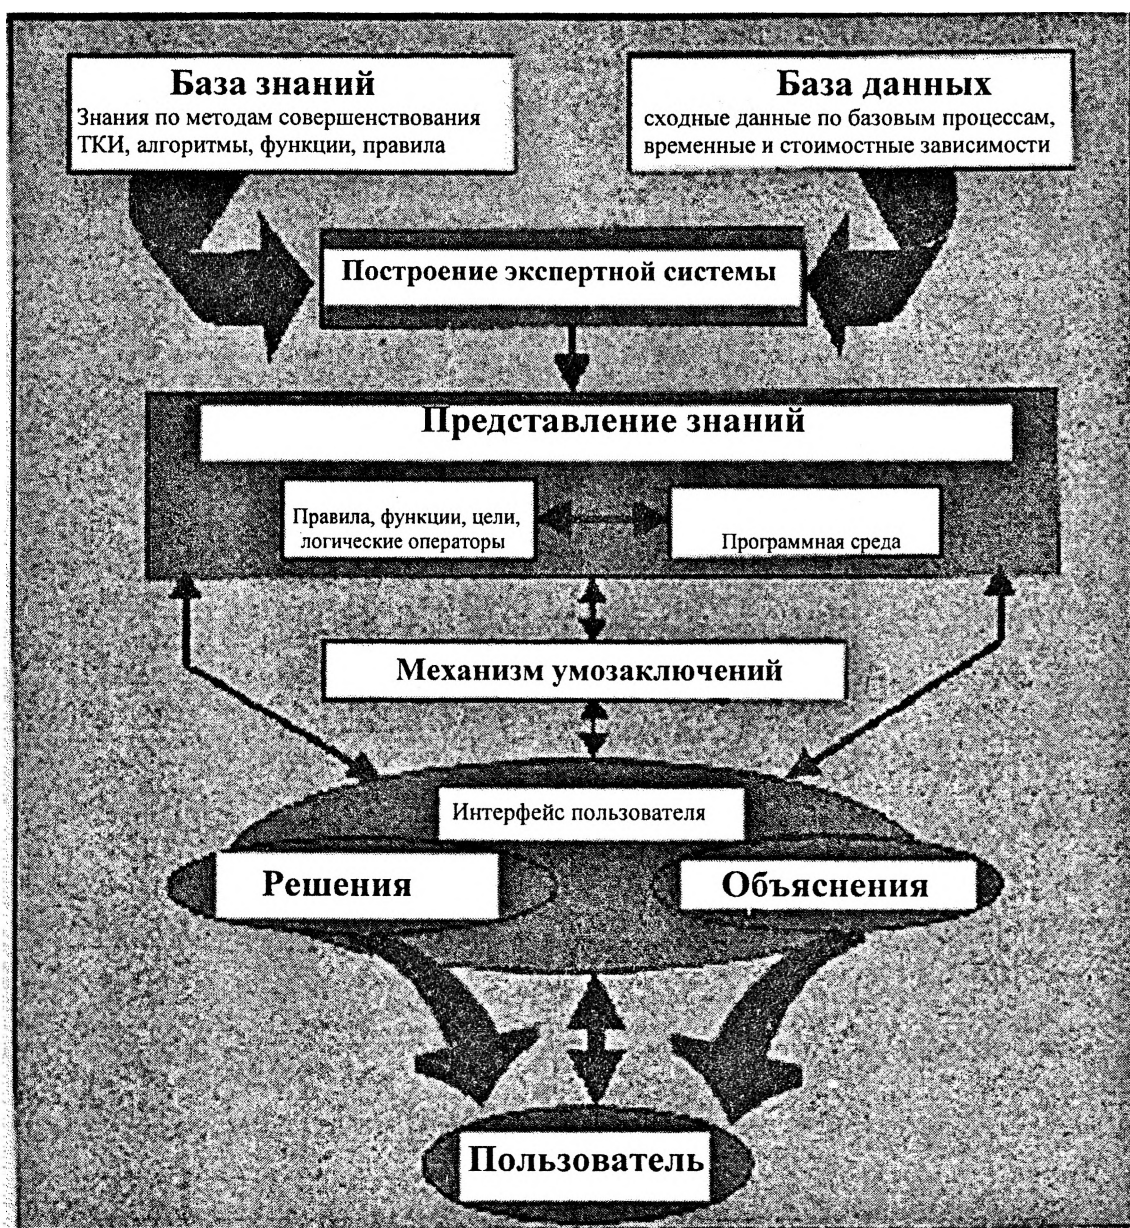 База знаний
Знания по методам совершенствования
ТКИ, алгоритмы, функции, правила
База данных
сходные данные по базовым процессам,
временные и стоимостные зависимости
Построение экспертной системы
Представление знаний
Правила, функции, цели,
логические операторы
Программная среда
Механизм умозаключений
Интерфейс пользователя
Решения
Объяснения
Пользователь